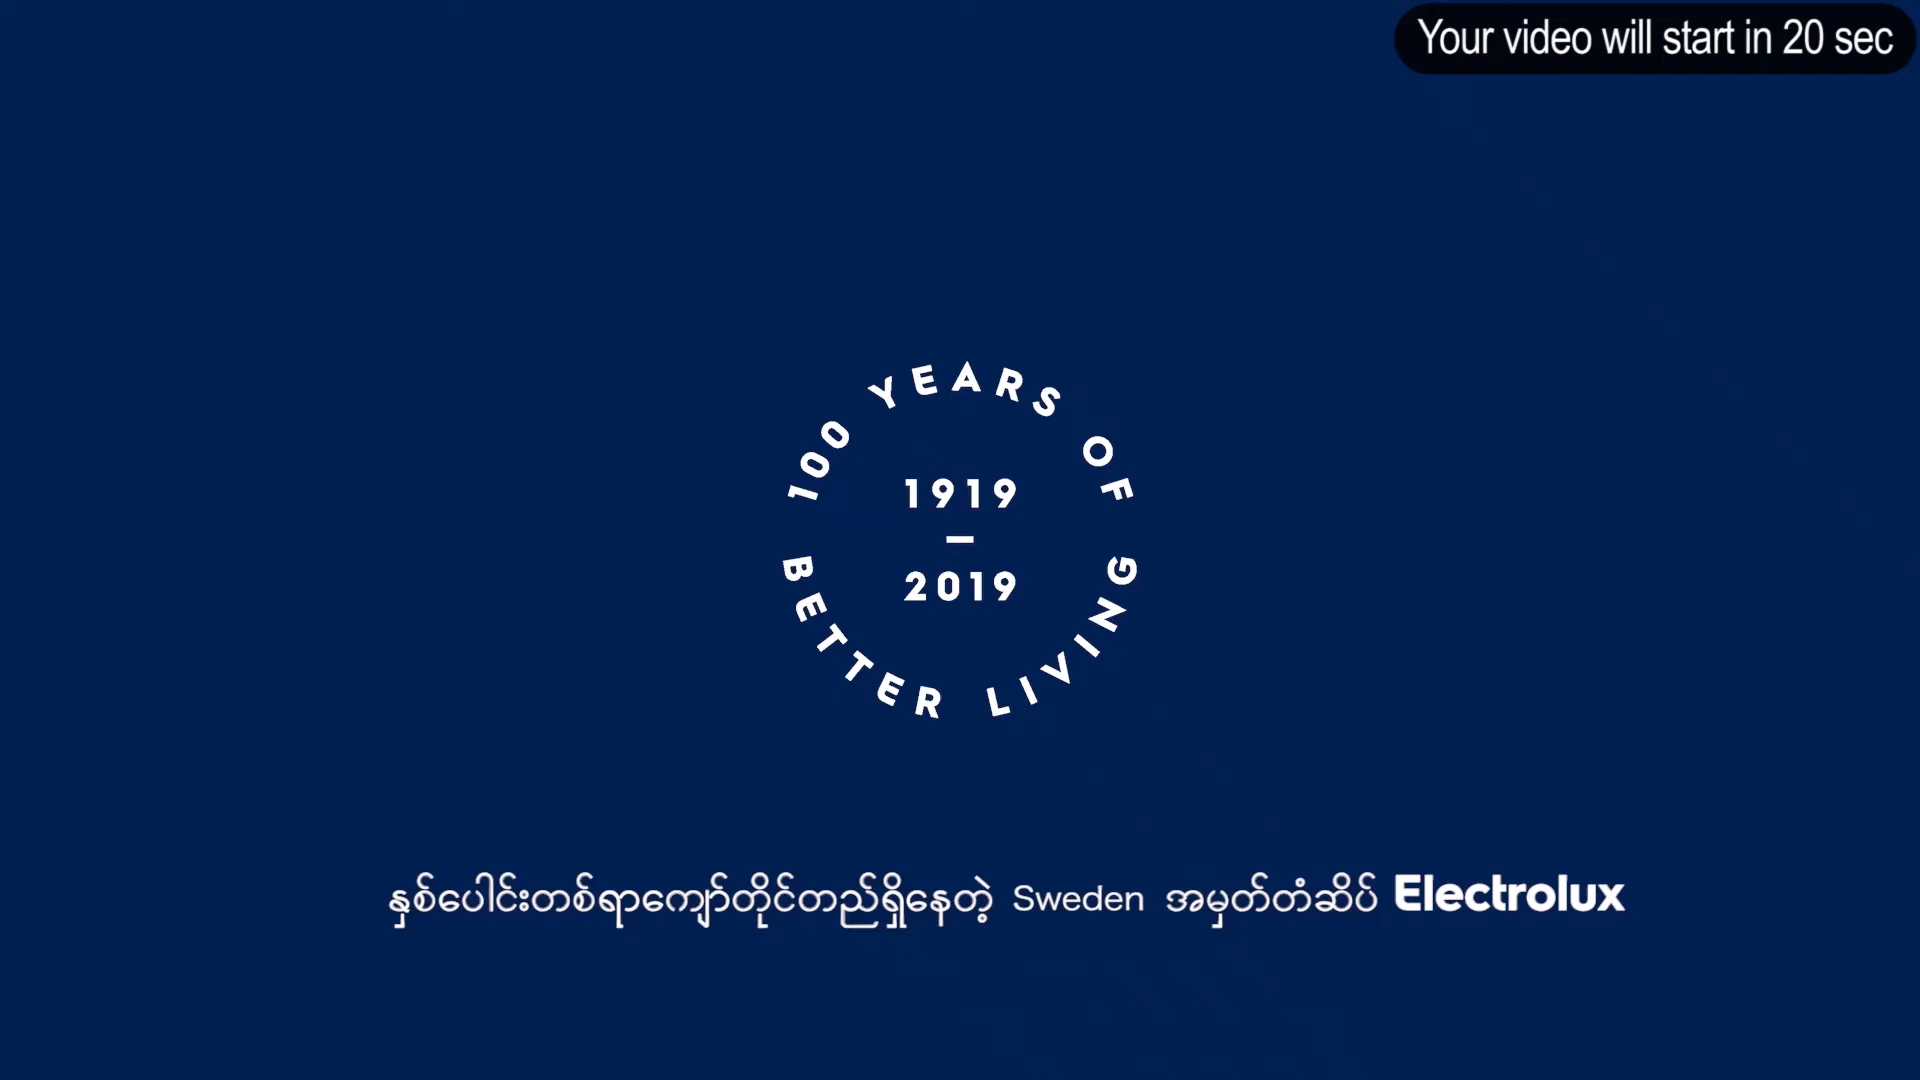 Your video will start in 20 sec
100 YEARS OF
1919
–
2019
BETTER LIVING
နှစ်ပေါင်းတစ်ရာကျော်တိုင်တည်ရှိနေတဲ့ Sweden အမှတ်တံဆိပ် Electrolux